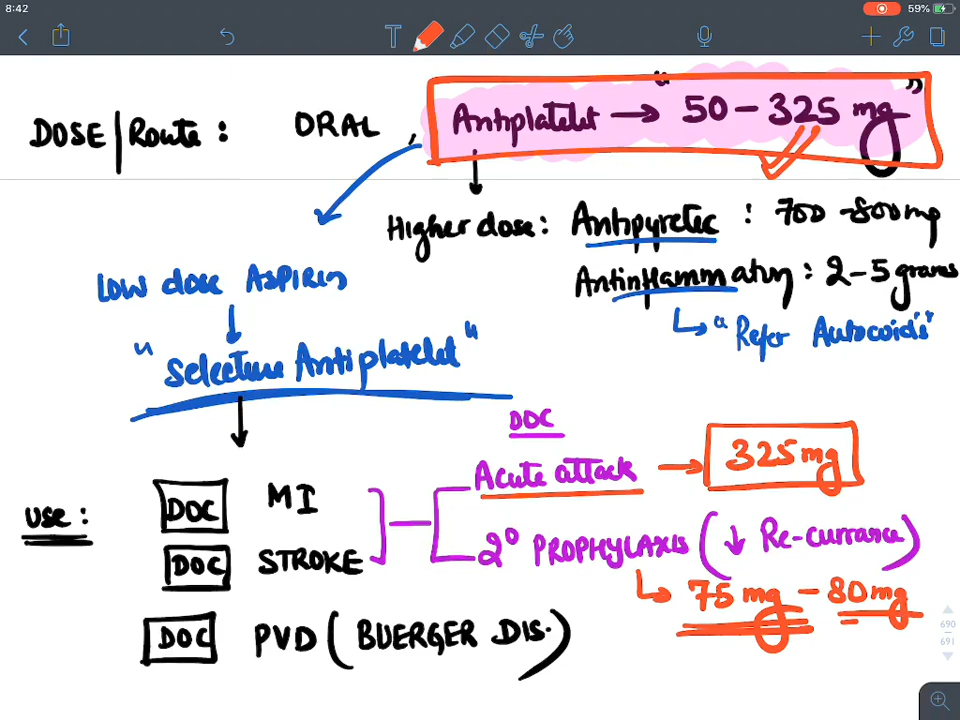 8:42
59%
T
DOSE/Route : ORAL, Antiplatelet → "50 – 325 mg"
Higher dose : Antipyretic : 700 -800mg
Antiinflammatory : 2 – 5 grams
↳ "Refer Autocoids"
LOW dose ASPIRIN
"Selective Antiplatelet"
DOC
Acute attack → 325 mg
use : DOC MI
2° PROPHYLAXIS (↓ Re-currance)
DOC STROKE
↳ 75 mg – 80 mg
DOC PVD (BUERGER DIS.)
690
691